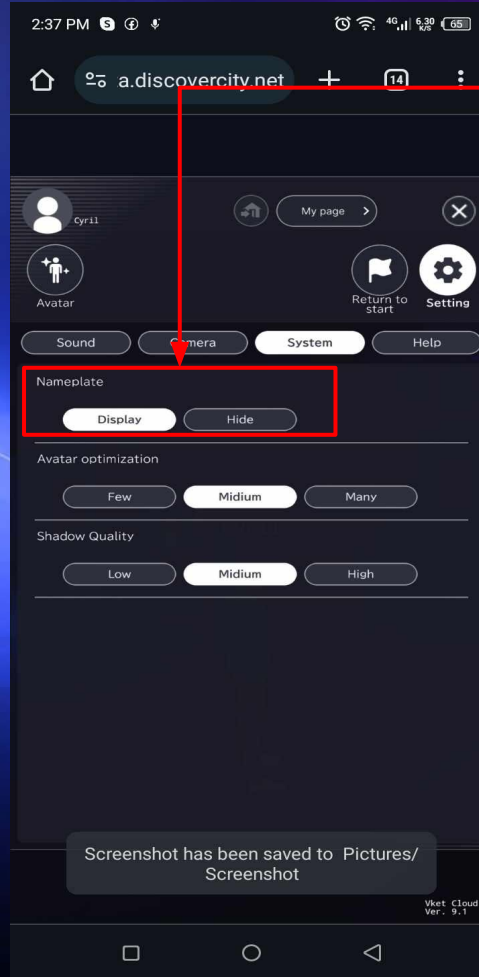 2:37 PM
4G 6.30 K/S 65
a.discovercity.net
14
Cyril
My page
Avatar
Return to
start
Setting
Sound Camera System Help
Nameplate
Display Hide
Avatar optimization
Few Midium Many
Shadow Quality
Low Midium High
Screenshot has been saved to Pictures/
Screenshot
Vket Cloud
Ver. 9.1